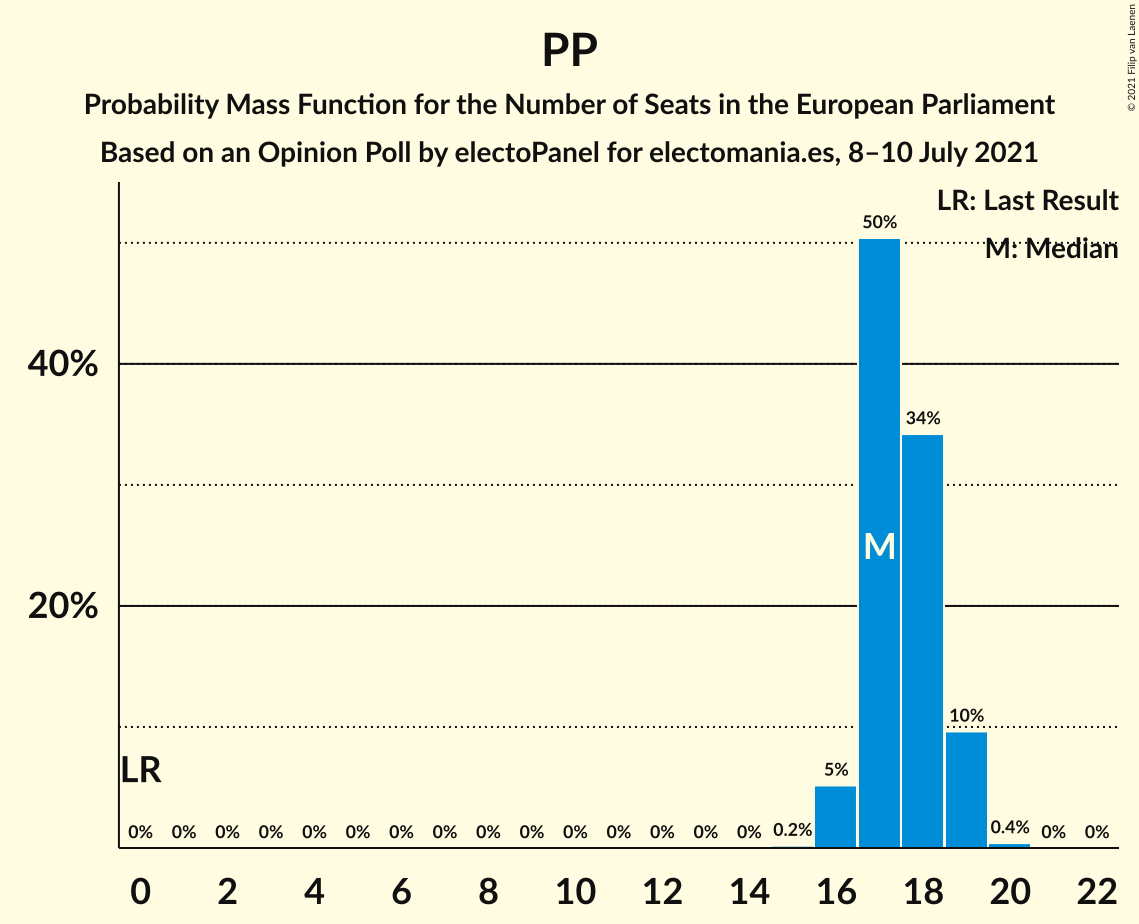 PP
Probability Mass Function for the Number of Seats in the European Parliament
Based on an Opinion Poll by electoPanel for electomania.es, 8–10 July 2021
© 2021 Filip van Laenen
LR: Last Result
M: Median
50%
40%
34%
M
20%
10%
LR
5%
0% 0% 0% 0% 0% 0% 0% 0% 0% 0% 0% 0% 0% 0% 0% 0.2% 0.4% 0% 0%
0 2 4 6 8 10 12 14 16 18 20 22